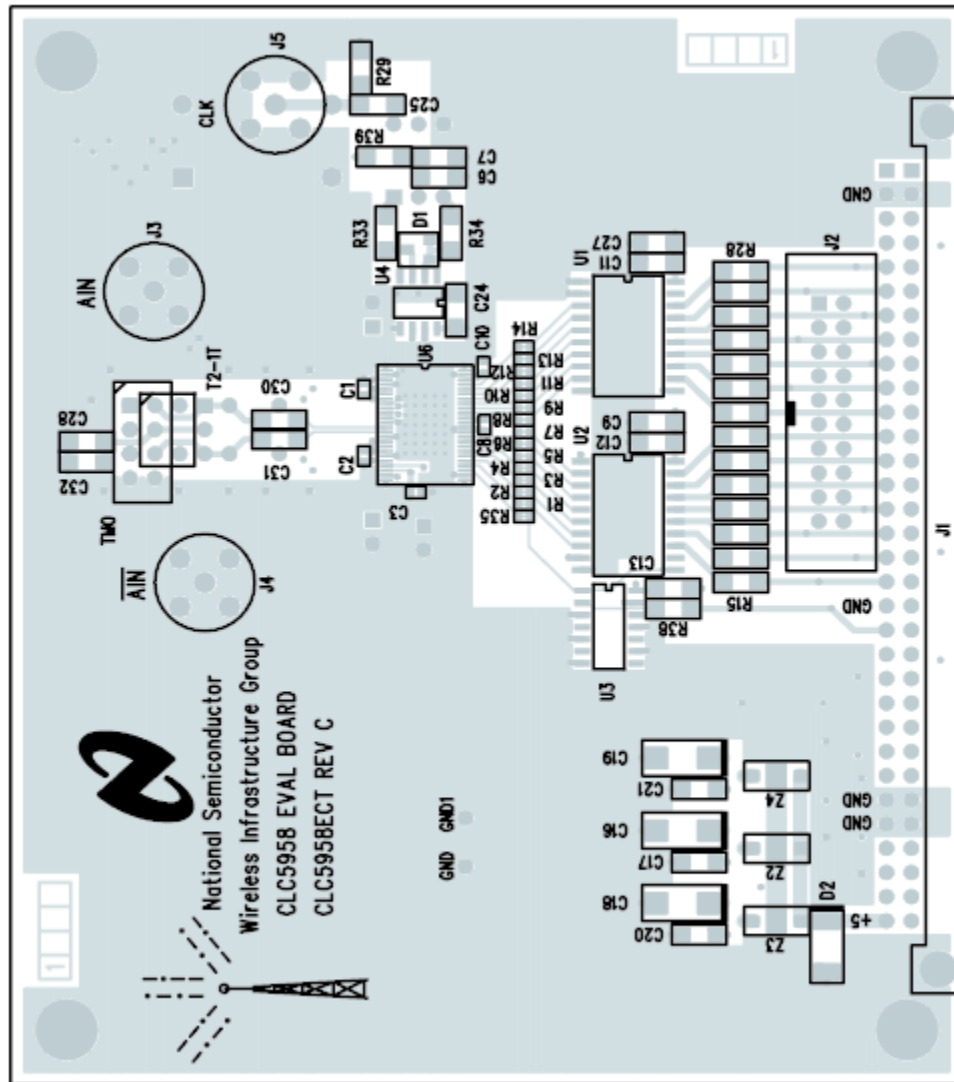 J5
CLK
R29
C25
R39
C7
C6
J3
AIN
R33
D1
R34
U4
C24
GND
C27
C11
U1
R28
J2
T2-1T
C28
C32
TWO
C30
C31
C1
C2
C3
U6
C10
R14
R12
R13
R11
R10
R9
R8
C8
R7
R6
R5
R4
R3
R2
R1
R35
U2
C9
C12
C13
R15
R38
U3
GND
J1
AIN
J4
National Semiconductor
Wireless Infrastructure Group
CLC5958 EVAL BOARD
CLC5958ECT REV C
GND1
GND
C19
C21
C16
C17
C18
C20
Z4
Z2
Z3
D2
GND
GND
+5
1
1